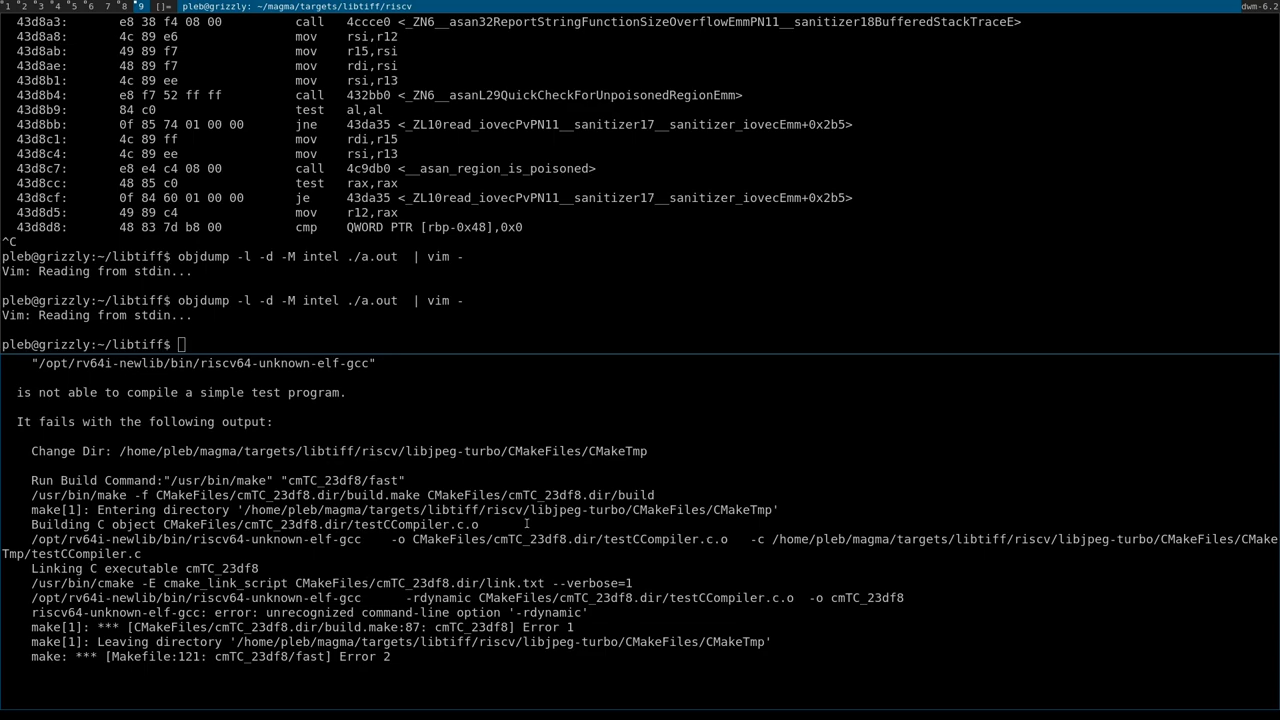 1 2 3 4 5 6 7 8 9 []= pleb@grizzly: ~/magma/targets/libtiff/riscv dwm-6.2
43d8a3: e8 38 f4 08 00 call 4ccce0 <_ZN6__asan32ReportStringFunctionSizeOverflowEmmPN11__sanitizer18BufferedStackTraceE>
43d8a8: 4c 89 e6 mov rsi,r12
43d8ab: 49 89 f7 mov r15,rsi
43d8ae: 48 89 f7 mov rdi,rsi
43d8b1: 4c 89 ee mov rsi,r13
43d8b4: e8 f7 52 ff ff call 432bb0 <_ZN6__asanL29QuickCheckForUnpoisonedRegionEmm>
43d8b9: 84 c0 test al,al
43d8bb: 0f 85 74 01 00 00 jne 43da35 <_ZL10read_iovecPvPN11__sanitizer17__sanitizer_iovecEmm+0x2b5>
43d8c1: 4c 89 ff mov rdi,r15
43d8c4: 4c 89 ee mov rsi,r13
43d8c7: e8 e4 c4 08 00 call 4c9db0 <__asan_region_is_poisoned>
43d8cc: 48 85 c0 test rax,rax
43d8cf: 0f 84 60 01 00 00 je 43da35 <_ZL10read_iovecPvPN11__sanitizer17__sanitizer_iovecEmm+0x2b5>
43d8d5: 49 89 c4 mov r12,rax
43d8d8: 48 83 7d b8 00 cmp QWORD PTR [rbp-0x48],0x0
^C
pleb@grizzly:~/libtiff$ objdump -l -d -M intel ./a.out  | vim -
Vim: Reading from stdin...
pleb@grizzly:~/libtiff$ objdump -l -d -M intel ./a.out  | vim -
Vim: Reading from stdin...
pleb@grizzly:~/libtiff$
"/opt/rv64i-newlib/bin/riscv64-unknown-elf-gcc"
is not able to compile a simple test program.
It fails with the following output:
Change Dir: /home/pleb/magma/targets/libtiff/riscv/libjpeg-turbo/CMakeFiles/CMakeTmp
Run Build Command:"/usr/bin/make" "cmTC_23df8/fast"
/usr/bin/make -f CMakeFiles/cmTC_23df8.dir/build.make CMakeFiles/cmTC_23df8.dir/build
make[1]: Entering directory '/home/pleb/magma/targets/libtiff/riscv/libjpeg-turbo/CMakeFiles/CMakeTmp'
Building C object CMakeFiles/cmTC_23df8.dir/testCCompiler.c.o
/opt/rv64i-newlib/bin/riscv64-unknown-elf-gcc    -o CMakeFiles/cmTC_23df8.dir/testCCompiler.c.o   -c /home/pleb/magma/targets/libtiff/riscv/libjpeg-turbo/CMakeFiles/CMake
Tmp/testCCompiler.c
Linking C executable cmTC_23df8
/usr/bin/cmake -E cmake_link_script CMakeFiles/cmTC_23df8.dir/link.txt --verbose=1
/opt/rv64i-newlib/bin/riscv64-unknown-elf-gcc      -rdynamic CMakeFiles/cmTC_23df8.dir/testCCompiler.c.o  -o cmTC_23df8
riscv64-unknown-elf-gcc: error: unrecognized command-line option '-rdynamic'
make[1]: *** [CMakeFiles/cmTC_23df8.dir/build.make:87: cmTC_23df8] Error 1
make[1]: Leaving directory '/home/pleb/magma/targets/libtiff/riscv/libjpeg-turbo/CMakeFiles/CMakeTmp'
make: *** [Makefile:121: cmTC_23df8/fast] Error 2